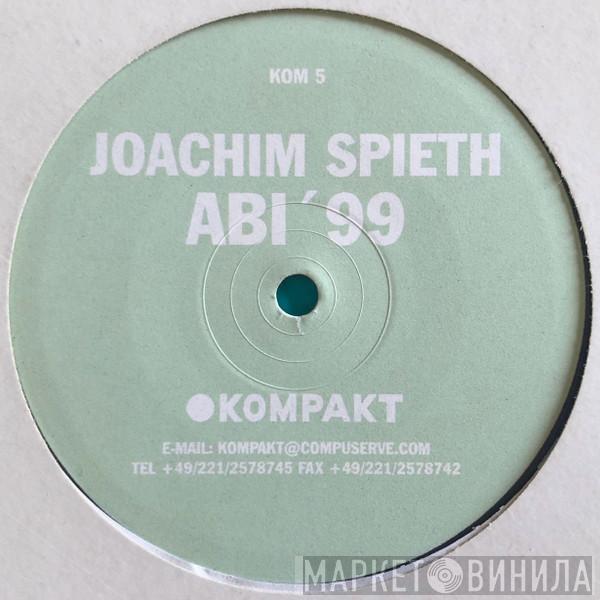 KOM 5
JOACHIM SPIETH
ABI´99
KOMPAKT
E-MAIL: KOMPAKT@COMPUSERVE.COM
TEL +49/221/2578745 FAX +49/221/2578742
МАРКЕТ ВИНИЛА